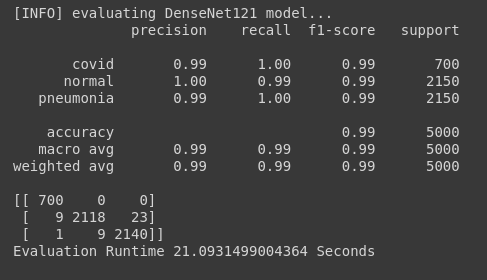 [INFO] evaluating DenseNet121 model...
              precision    recall  f1-score   support

       covid       0.99      1.00      0.99       700
      normal       1.00      0.99      0.99      2150
   pneumonia       0.99      1.00      0.99      2150

    accuracy                           0.99      5000
   macro avg       0.99      0.99      0.99      5000
weighted avg       0.99      0.99      0.99      5000

[[ 700    0    0]
 [   9 2118   23]
 [   1    9 2140]]
Evaluation Runtime 21.0931499004364 Seconds